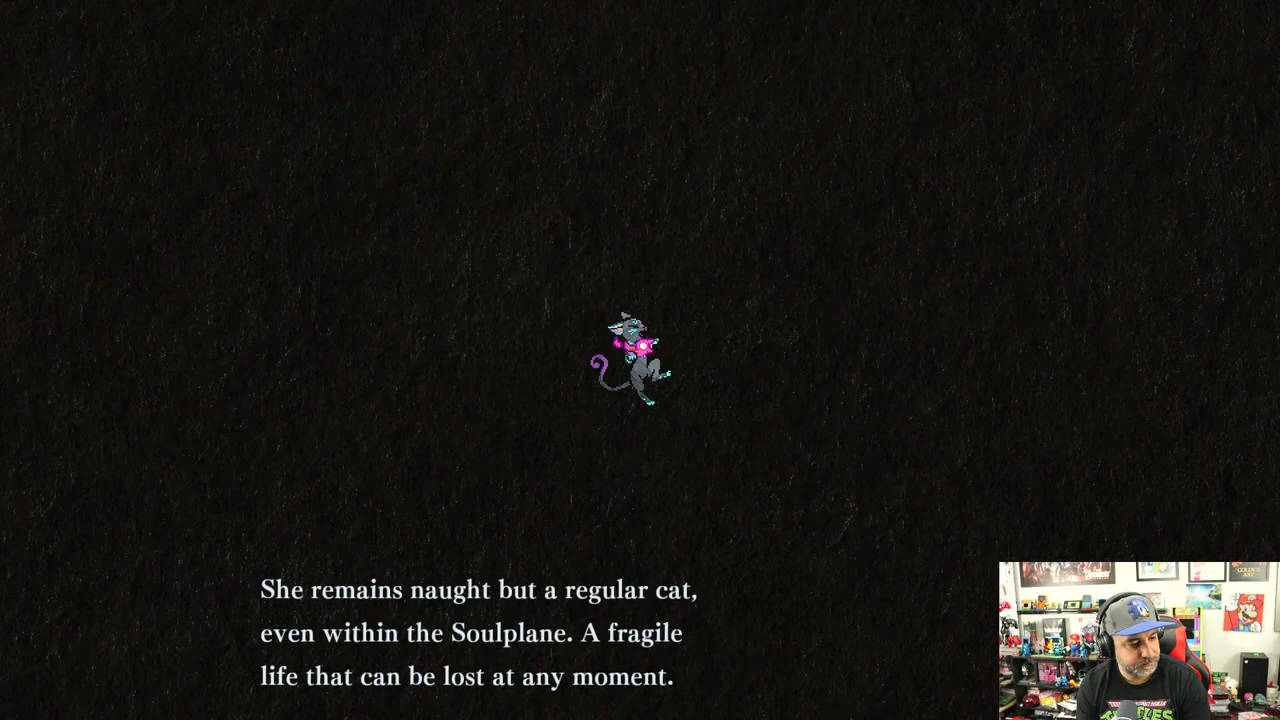 She remains naught but a regular cat,
even within the Soulplane. A fragile
life that can be lost at any moment.